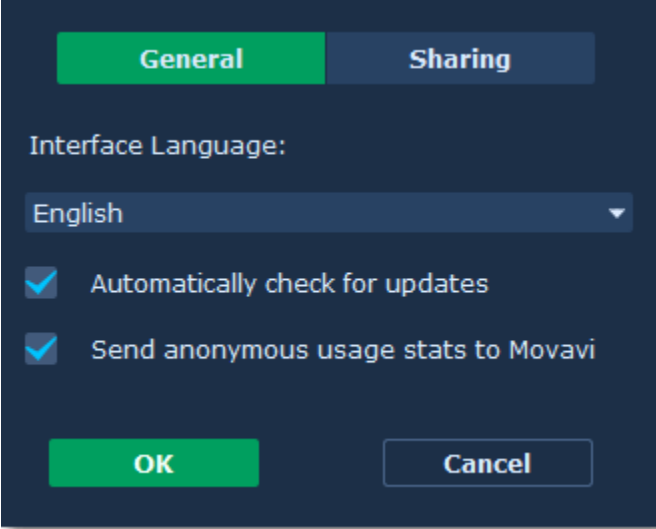 General Sharing
Interface Language:
English
Automatically check for updates
Send anonymous usage stats to Movavi
OK Cancel